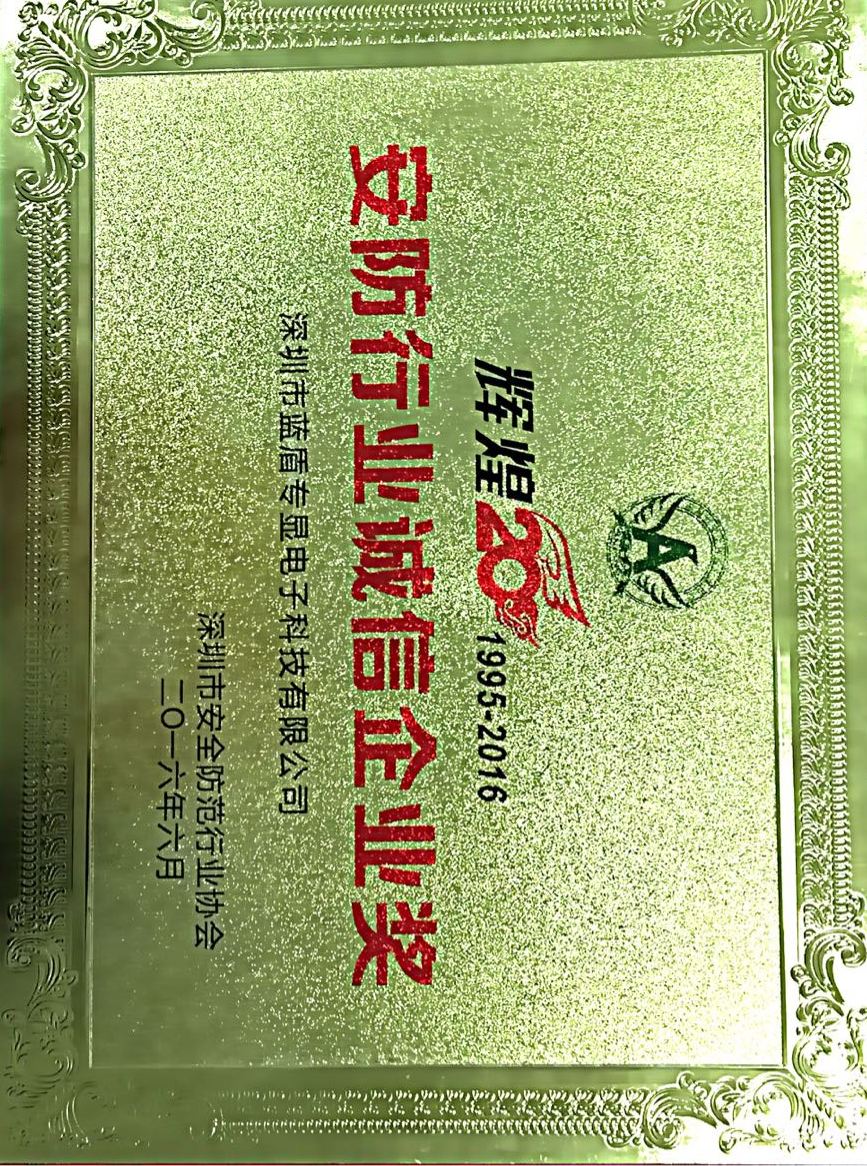 辉煌20 1995-2016
安防行业诚信企业奖
深圳市蓝盾专显电子科技有限公司
深圳市安全防范行业协会
二〇一六年六月